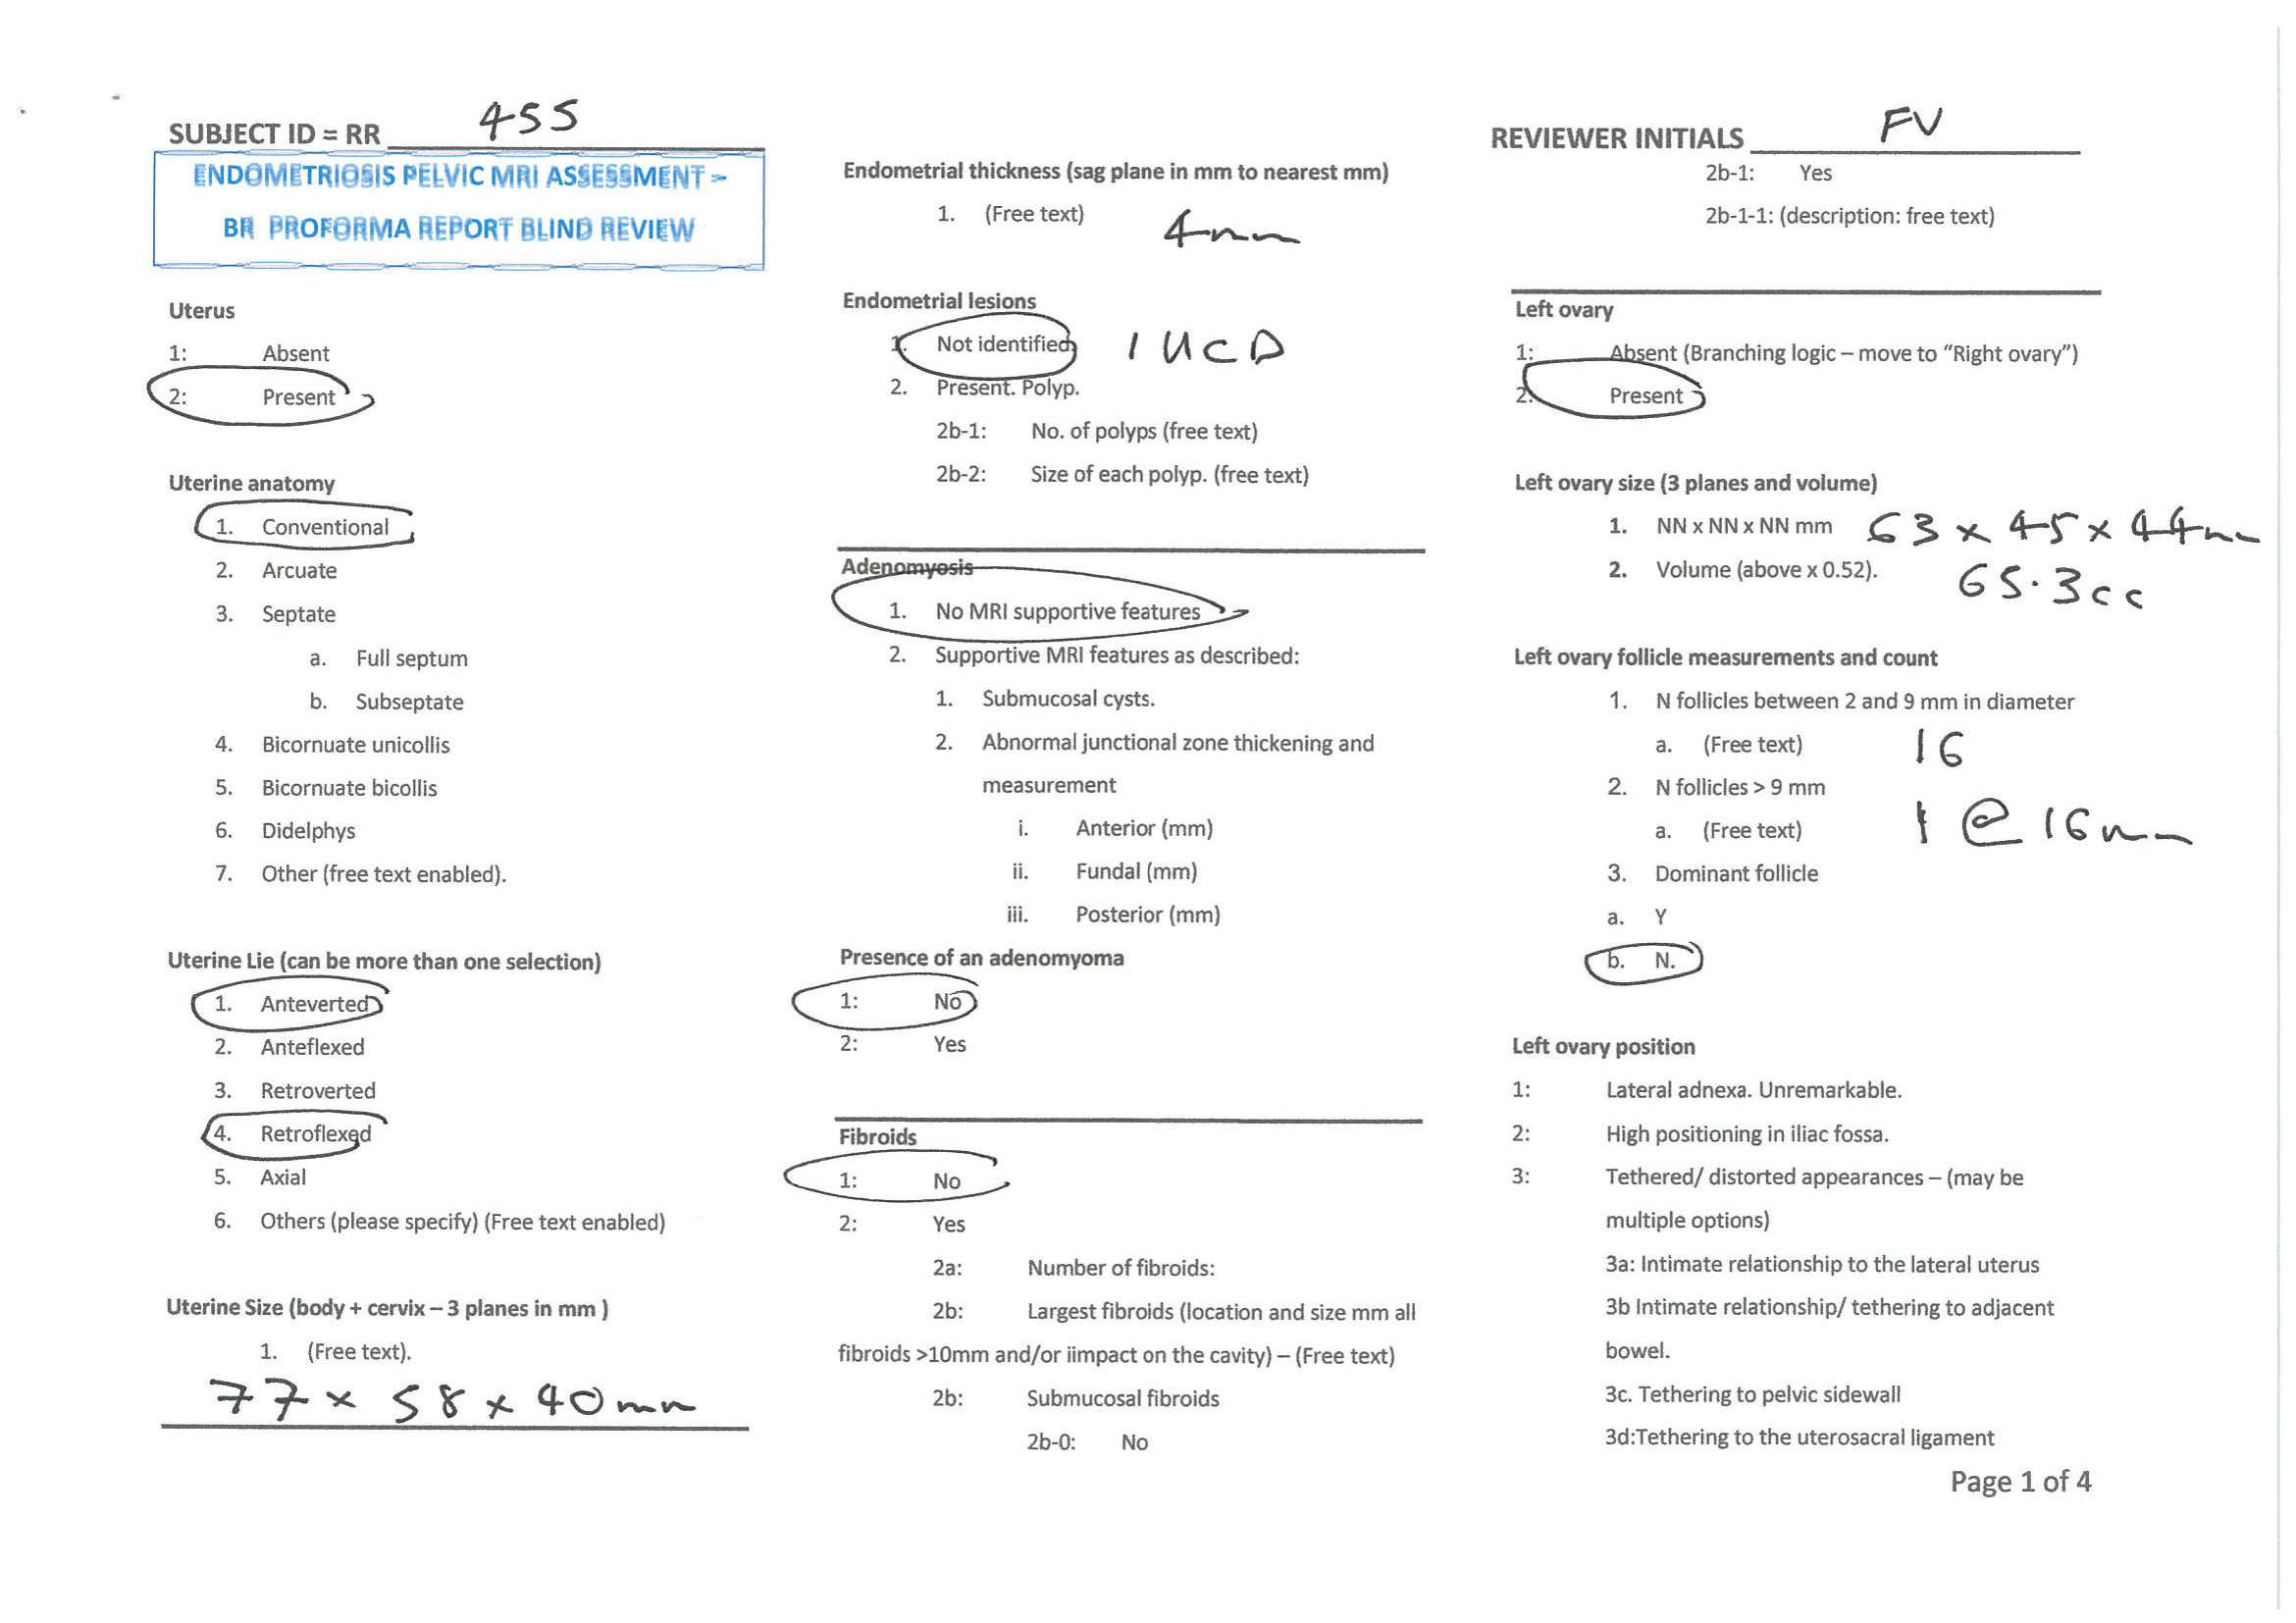 SUBJECT ID = RR 455
ENDOMETRIOSIS PELVIC MRI ASSESSMENT –
BR PROFORMA REPORT BLIND REVIEW
Uterus
1: Absent
2: Present
Uterine anatomy
1. Conventional
2. Arcuate
3. Septate
a. Full septum
b. Subseptate
4. Bicornuate unicollis
5. Bicornuate bicollis
6. Didelphys
7. Other (free text enabled).
Uterine Lie (can be more than one selection)
1. Anteverted
2. Anteflexed
3. Retroverted
4. Retroflexed
5. Axial
6. Others (please specify) (Free text enabled)
Uterine Size (body + cervix – 3 planes in mm )
1. (Free text).
77 x 58 x 40mm
Endometrial thickness (sag plane in mm to nearest mm)
1. (Free text) 4mm
Endometrial lesions
1. Not identified IUCD
2. Present. Polyp.
2b-1: No. of polyps (free text)
2b-2: Size of each polyp. (free text)
Adenomyosis
1. No MRI supportive features
2. Supportive MRI features as described:
1. Submucosal cysts.
2. Abnormal junctional zone thickening and
measurement
i. Anterior (mm)
ii. Fundal (mm)
iii. Posterior (mm)
Presence of an adenomyoma
1: No
2: Yes
Fibroids
1: No
2: Yes
2a: Number of fibroids:
2b: Largest fibroids (location and size mm all
fibroids >10mm and/or iimpact on the cavity) – (Free text)
2b: Submucosal fibroids
2b-0: No
REVIEWER INITIALS FV
2b-1: Yes
2b-1-1: (description: free text)
Left ovary
1: Absent (Branching logic – move to "Right ovary")
2: Present
Left ovary size (3 planes and volume)
1. NN x NN x NN mm 63 x 45 x 44mm
2. Volume (above x 0.52). 65.3cc
Left ovary follicle measurements and count
1. N follicles between 2 and 9 mm in diameter
a. (Free text) 16
2. N follicles > 9 mm
a. (Free text) 1 @ 16mm
3. Dominant follicle
a. Y
b. N.
Left ovary position
1: Lateral adnexa. Unremarkable.
2: High positioning in iliac fossa.
3: Tethered/ distorted appearances – (may be
multiple options)
3a: Intimate relationship to the lateral uterus
3b Intimate relationship/ tethering to adjacent
bowel.
3c. Tethering to pelvic sidewall
3d:Tethering to the uterosacral ligament
Page 1 of 4